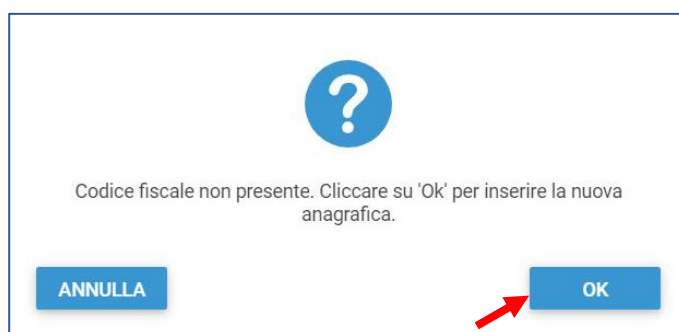 Codice fiscale non presente. Cliccare su 'Ok' per inserire la nuova
anagrafica.
ANNULLA
OK